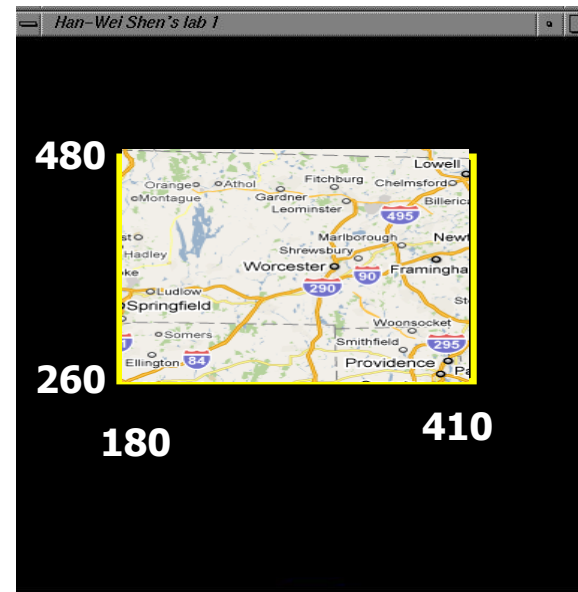 Han-Wei Shen's lab 1
480
Lowell
Orange Athol Fitchburg Chelmsford
Montague Gardner Billerica
Leominster
495
Marlborough
Hadley Shrewsbury
Worcester Framingha
90
290
Ludlow
Springfield
Woonsocket
Somers Smithfield 295
Ellington 84 Providence
260
180
410